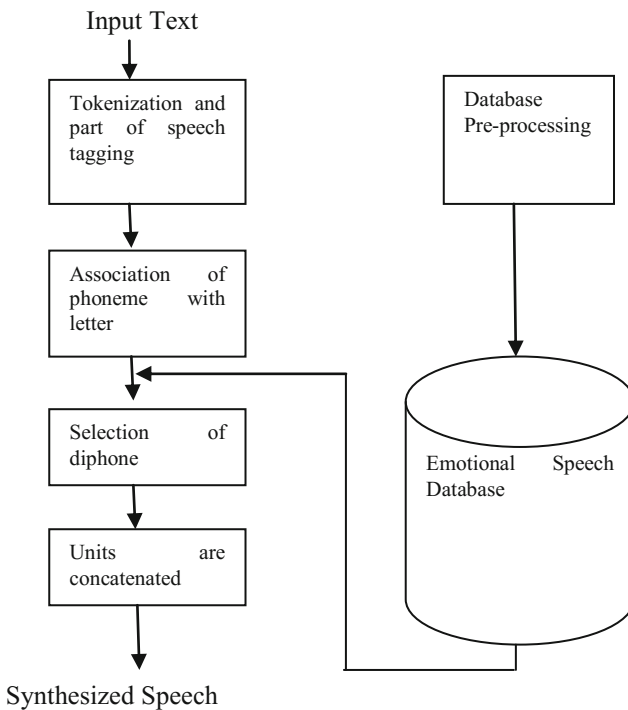 Input Text
Tokenization and
part of speech
tagging
Association of
phoneme with
letter
Selection of
diphone
Units are
concatenated
Synthesized Speech
Database
Pre-processing
Emotional Speech
Database